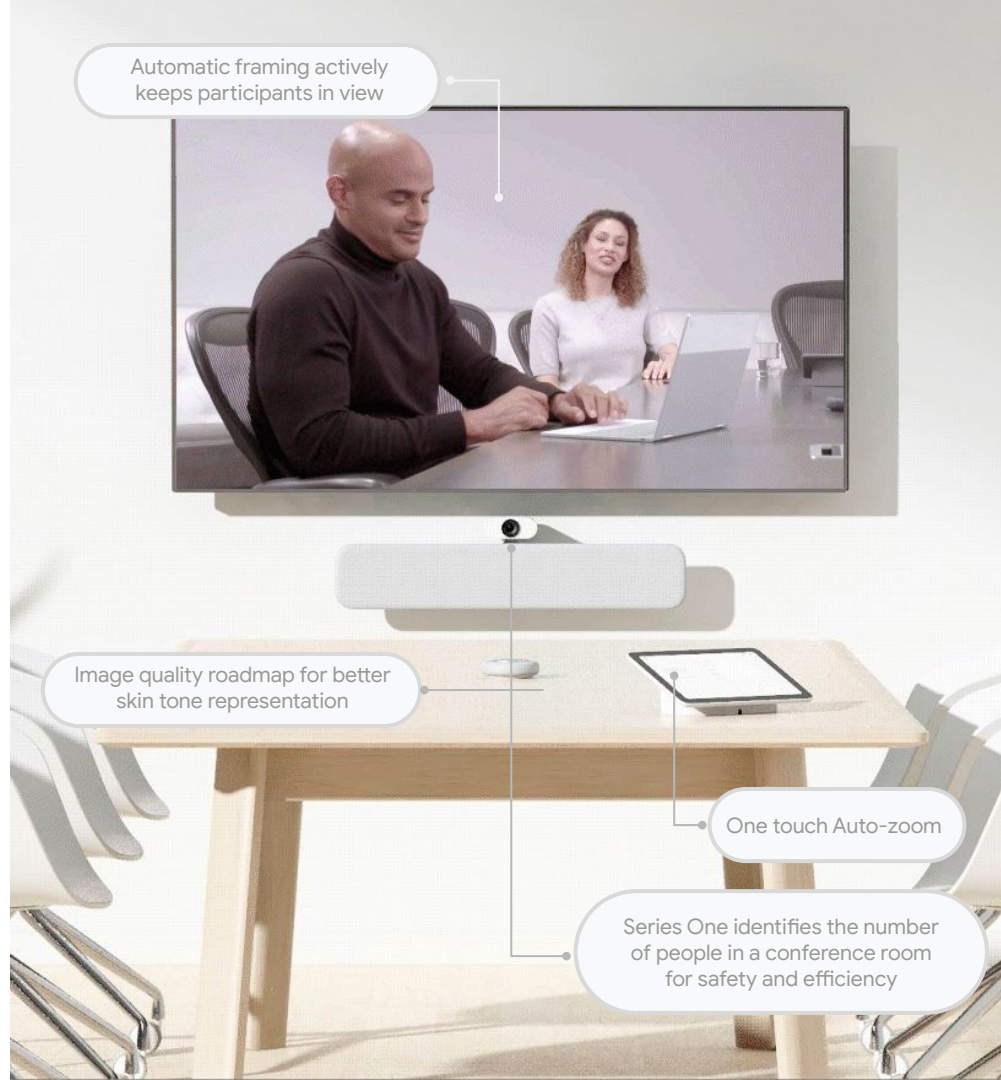 Automatic framing actively
keeps participants in view
Image quality roadmap for better
skin tone representation
One touch Auto-zoom
Series One identifies the number
of people in a conference room
for safety and efficiency